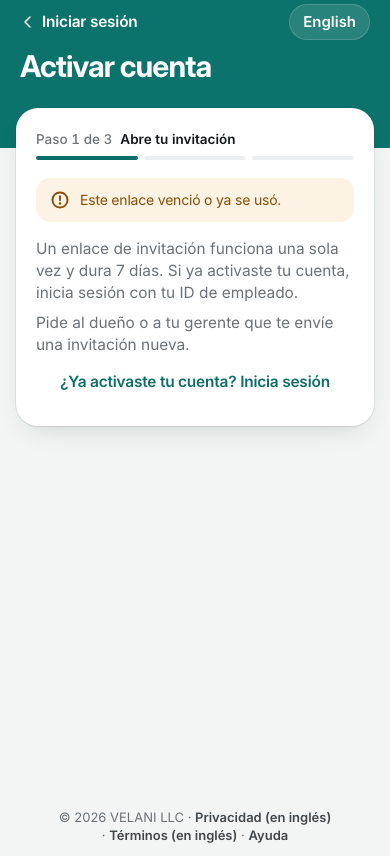 Iniciar sesión
English
Activar cuenta
Paso 1 de 3 Abre tu invitación
Este enlace venció o ya se usó.
Un enlace de invitación funciona una sola
vez y dura 7 días. Si ya activaste tu cuenta,
inicia sesión con tu ID de empleado.
Pide al dueño o a tu gerente que te envíe
una invitación nueva.
¿Ya activaste tu cuenta? Inicia sesión
© 2026 VELANI LLC · Privacidad (en inglés)
· Términos (en inglés) · Ayuda